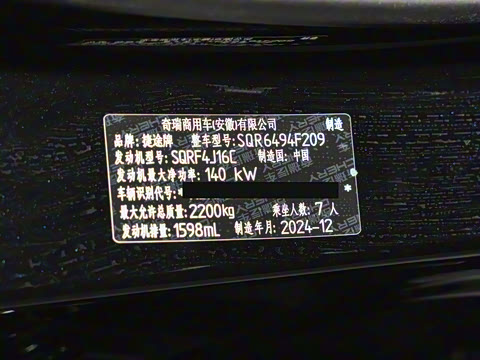 奇瑞商用车(安徽)有限公司 制造
品牌: 捷途牌 整车型号: SQR6494F209
发动机型号: SQRF4J16C 制造国: 中国
发动机最大净功率: 140 KW
车辆识别代号: * *
最大允许总质量: 2200kg 乘坐人数: 7 人
发动机排量: 1598mL 制造年月: 2024-12